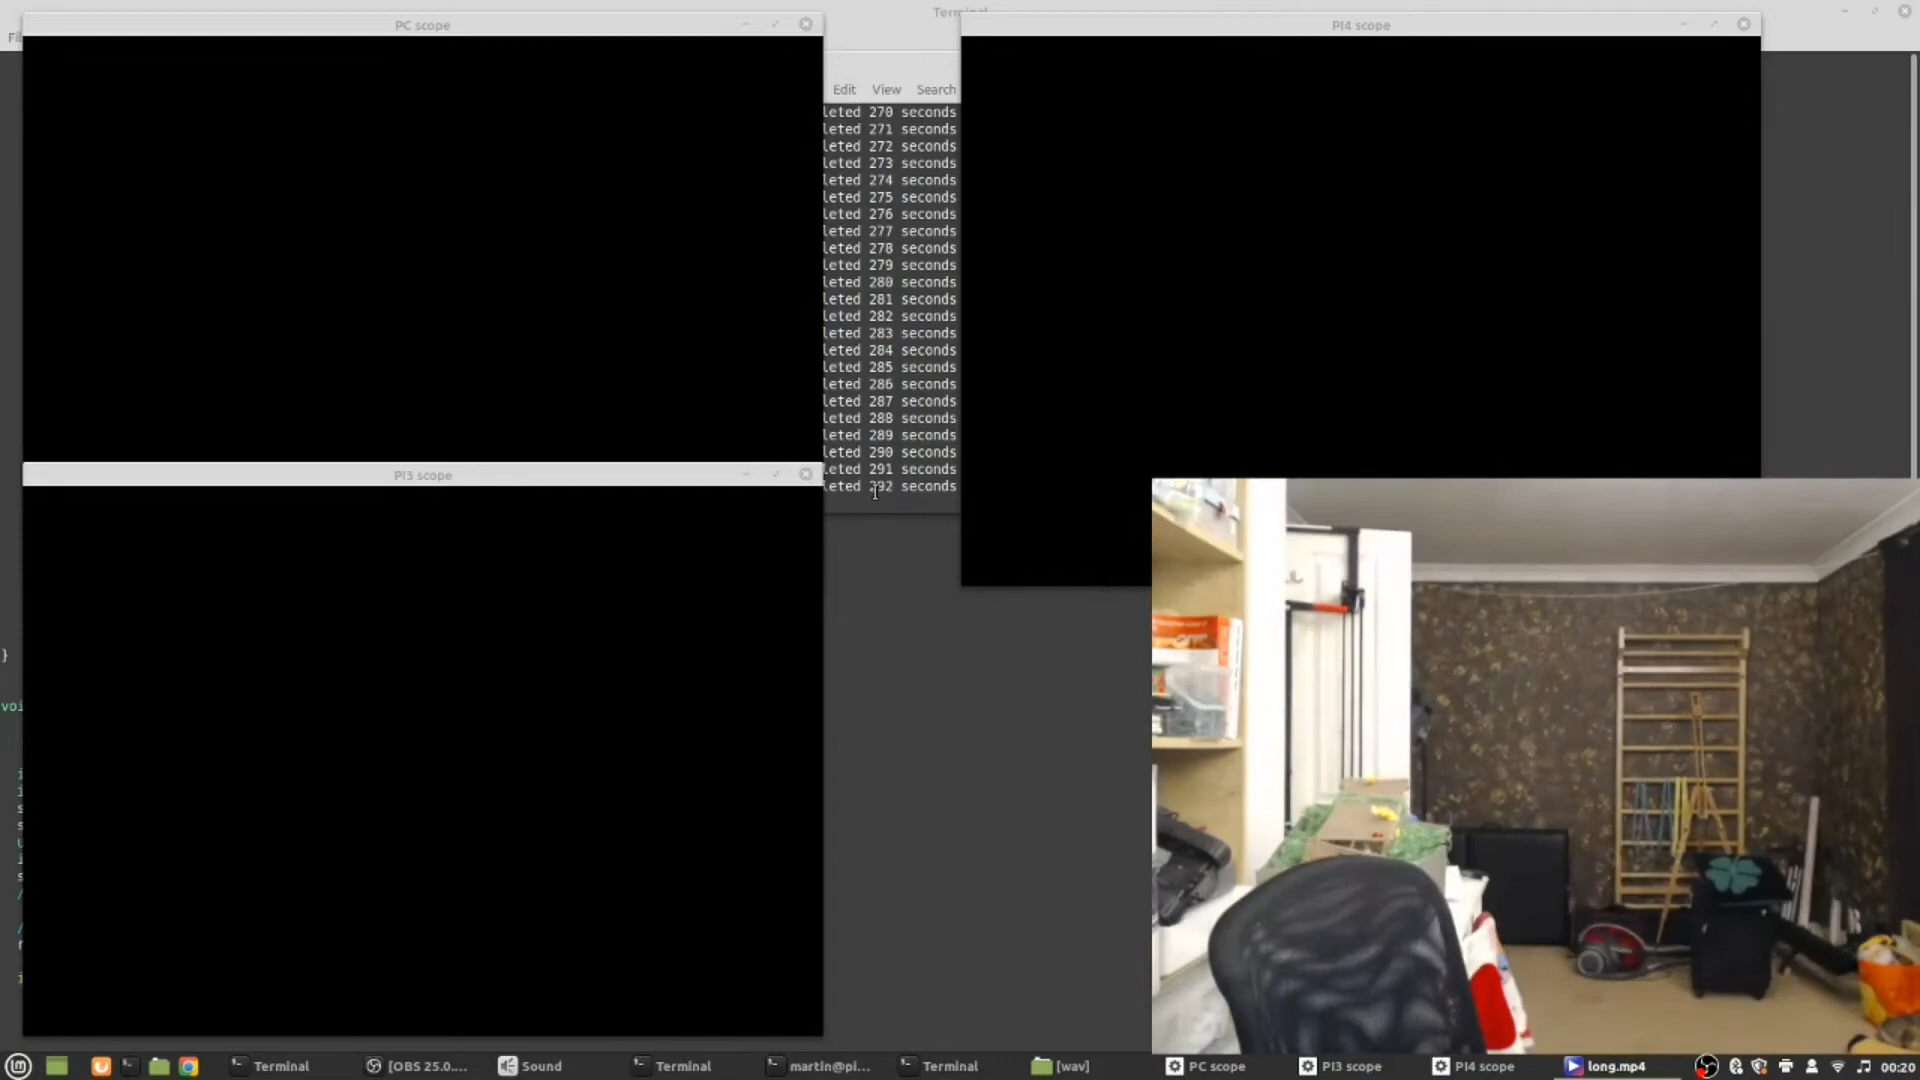 Terminal
PC scope
PI4 scope
Edit View Search
leted 270 seconds
leted 271 seconds
leted 272 seconds
leted 273 seconds
leted 274 seconds
leted 275 seconds
leted 276 seconds
leted 277 seconds
leted 278 seconds
leted 279 seconds
leted 280 seconds
leted 281 seconds
leted 282 seconds
leted 283 seconds
leted 284 seconds
leted 285 seconds
leted 286 seconds
leted 287 seconds
leted 288 seconds
leted 289 seconds
leted 290 seconds
leted 291 seconds
leted 292 seconds
PI3 scope
}
voi
Terminal
[OBS 25.0....
Sound
Terminal
martin@pi...
Terminal
[wav]
PC scope
PI3 scope
PI4 scope
long.mp4
00:20